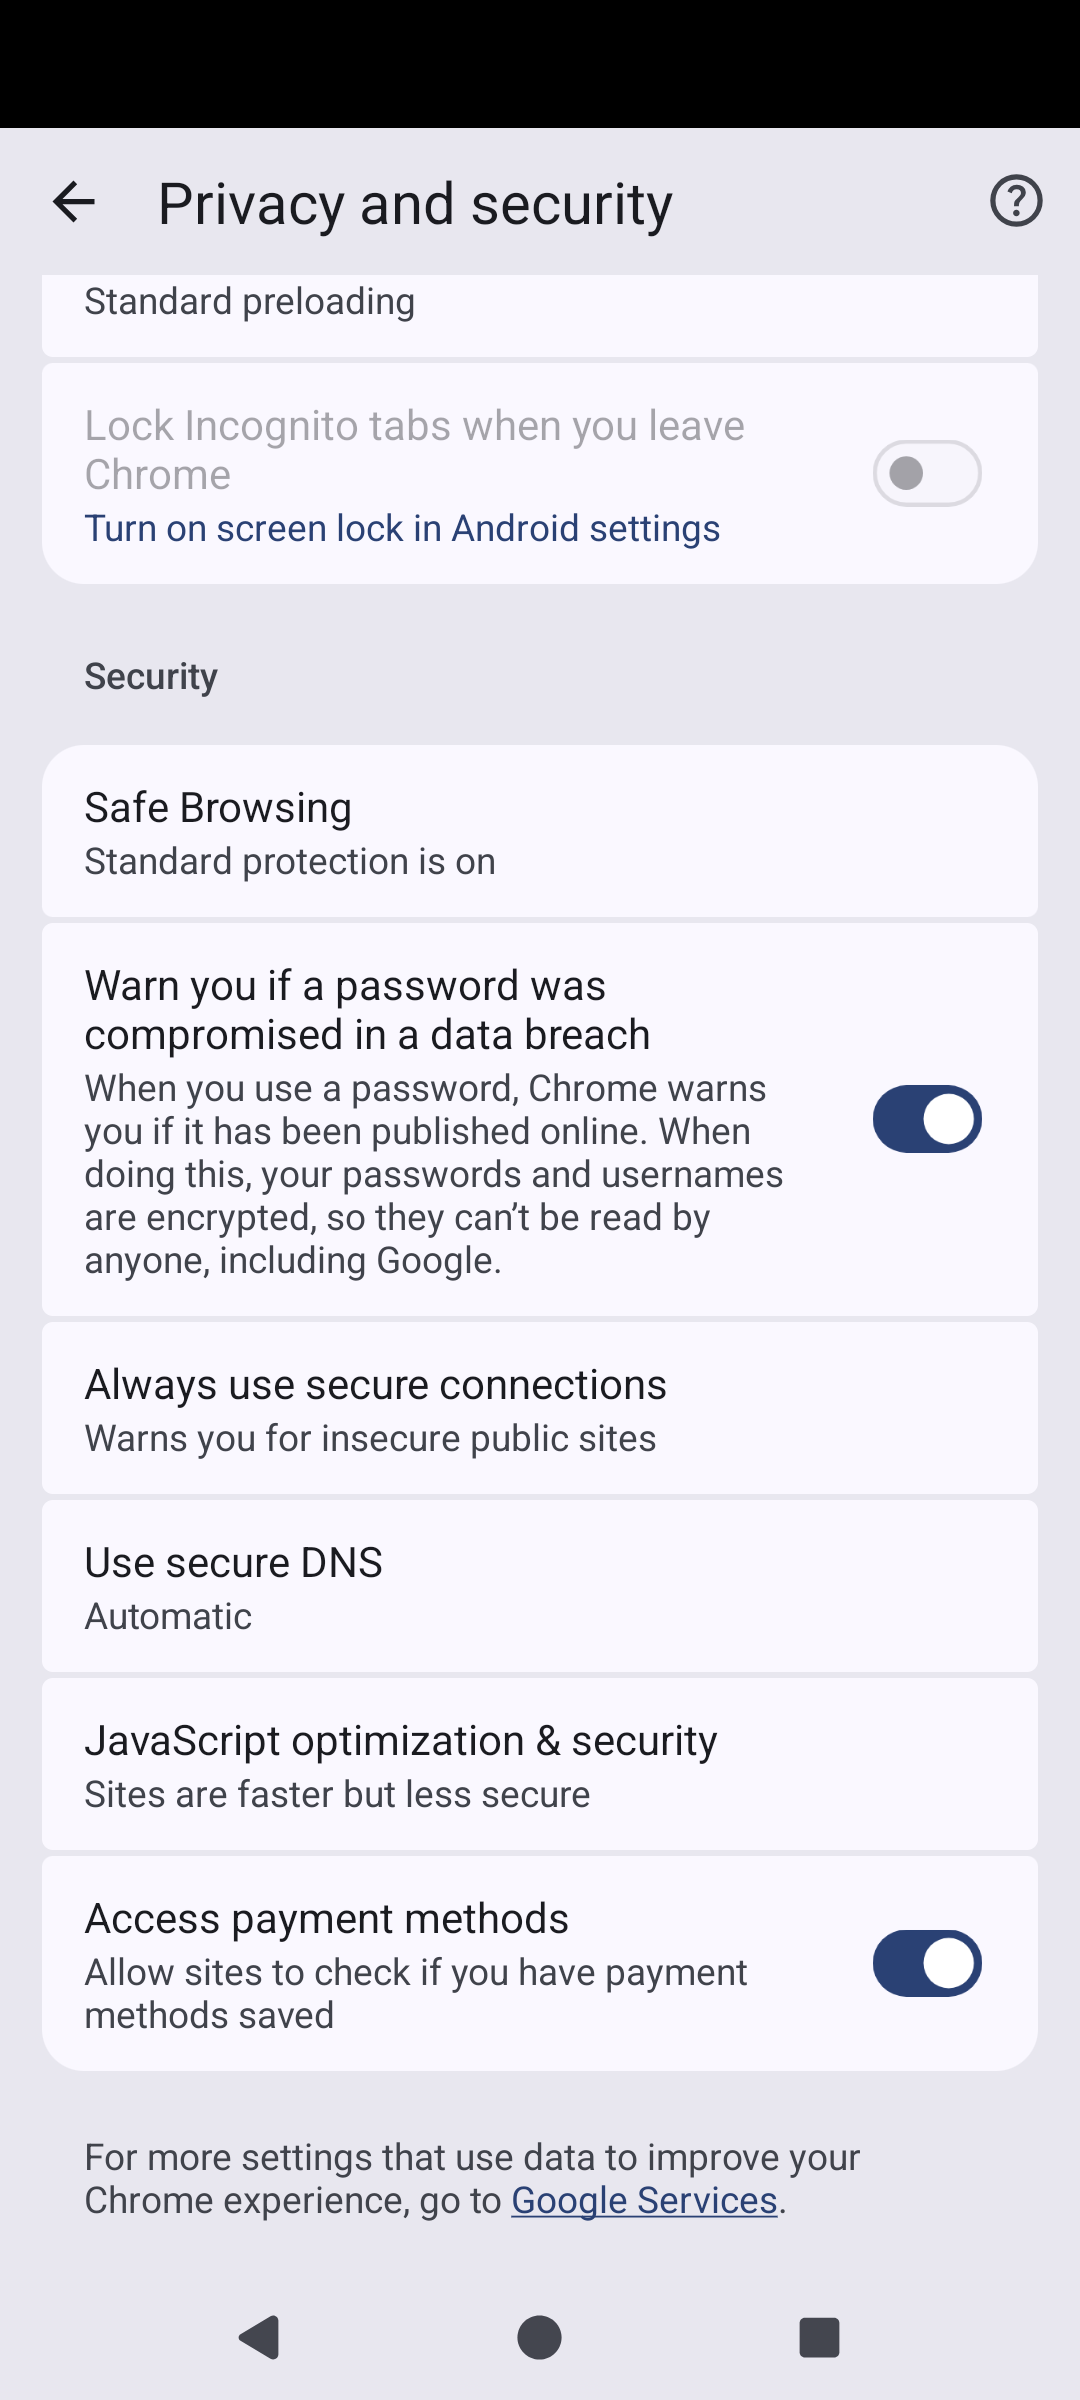 Privacy and security
Standard preloading
Lock Incognito tabs when you leave
Chrome
Turn on screen lock in Android settings
Security
Safe Browsing
Standard protection is on
Warn you if a password was
compromised in a data breach
When you use a password, Chrome warns
you if it has been published online. When
doing this, your passwords and usernames
are encrypted, so they can’t be read by
anyone, including Google.
Always use secure connections
Warns you for insecure public sites
Use secure DNS
Automatic
JavaScript optimization & security
Sites are faster but less secure
Access payment methods
Allow sites to check if you have payment
methods saved
For more settings that use data to improve your
Chrome experience, go to Google Services.